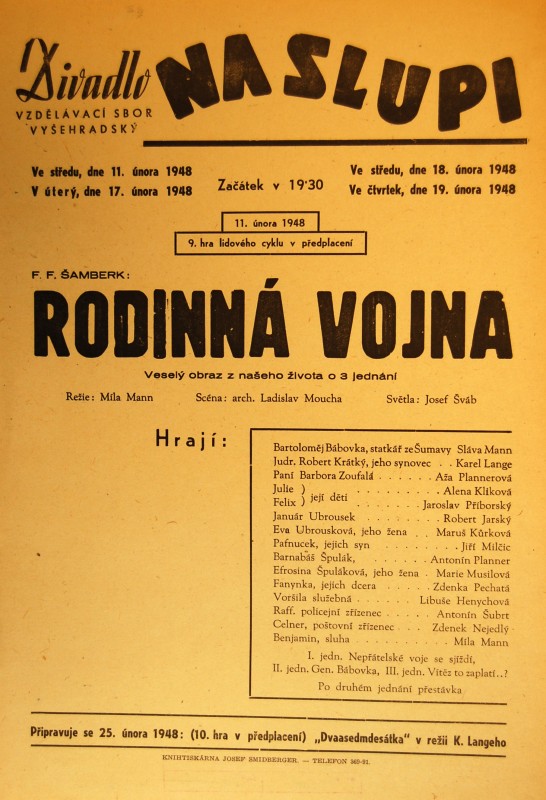 Divadlo
NA SLUPI
VZDĚLÁVACÍ SBOR
VYŠEHRADSKÝ
Ve středu, dne 11. února 1948
V úterý, dne 17. února 1948
Začátek v 19·30
Ve středu, dne 18. února 1948
Ve čtvrtek, dne 19. února 1948
11. února 1948
9. hra lidového cyklu v předplacení
F. F. ŠAMBERK:
RODINNÁ VOJNA
Veselý obraz z našeho života o 3 jednání
Režie: Míla Mann Scéna: arch. Ladislav Moucha Světla: Josef Šváb
Hrají:
Bartoloměj Bábovka, statkář ze Šumavy Sláva Mann
Judr. Robert Krátký, jeho synovec . . Karel Lange
Paní Barbora Zoufalá . . . . . . Aža Plannerová
Julie ) . . . . . . . . Alena Klíková
Felix ) její děti . . . . . . Jaroslav Příborský
Január Ubrousek . . . . . . . . Robert Jarský
Eva Ubrousková, jeho žena . . Maruš Kůrková
Pafnucek, jejich syn . . . . . . . Jiří Milčic
Barnabáš Špulák, . . . . . . Antonín Planner
Efrosina Špuláková, jeho žena . Marie Musilová
Fanynka, jejich dcera . . . . Zdenka Pechatá
Voršila služebná . . . . . Libuše Henychová
Raff. policejní zřízenec . . . . Antonín Šubrt
Celner, poštovní zřízenec . . . Zdenek Nejedlý
Benjamin, sluha . . . . . . . . Míla Mann
I. jedn. Nepřátelské voje se sjíždí,
II. jedn. Gen. Bábovka, III. jedn. Vítěz to zaplatí..?
Po druhém jednání přestávka
Připravuje se 25. února 1948: (10. hra v předplacení) „Dvaasedmdesátka" v režii K. Langeho
KNIHTISKÁRNA JOSEF SMIDBERGER. — TELEFON 369-81.